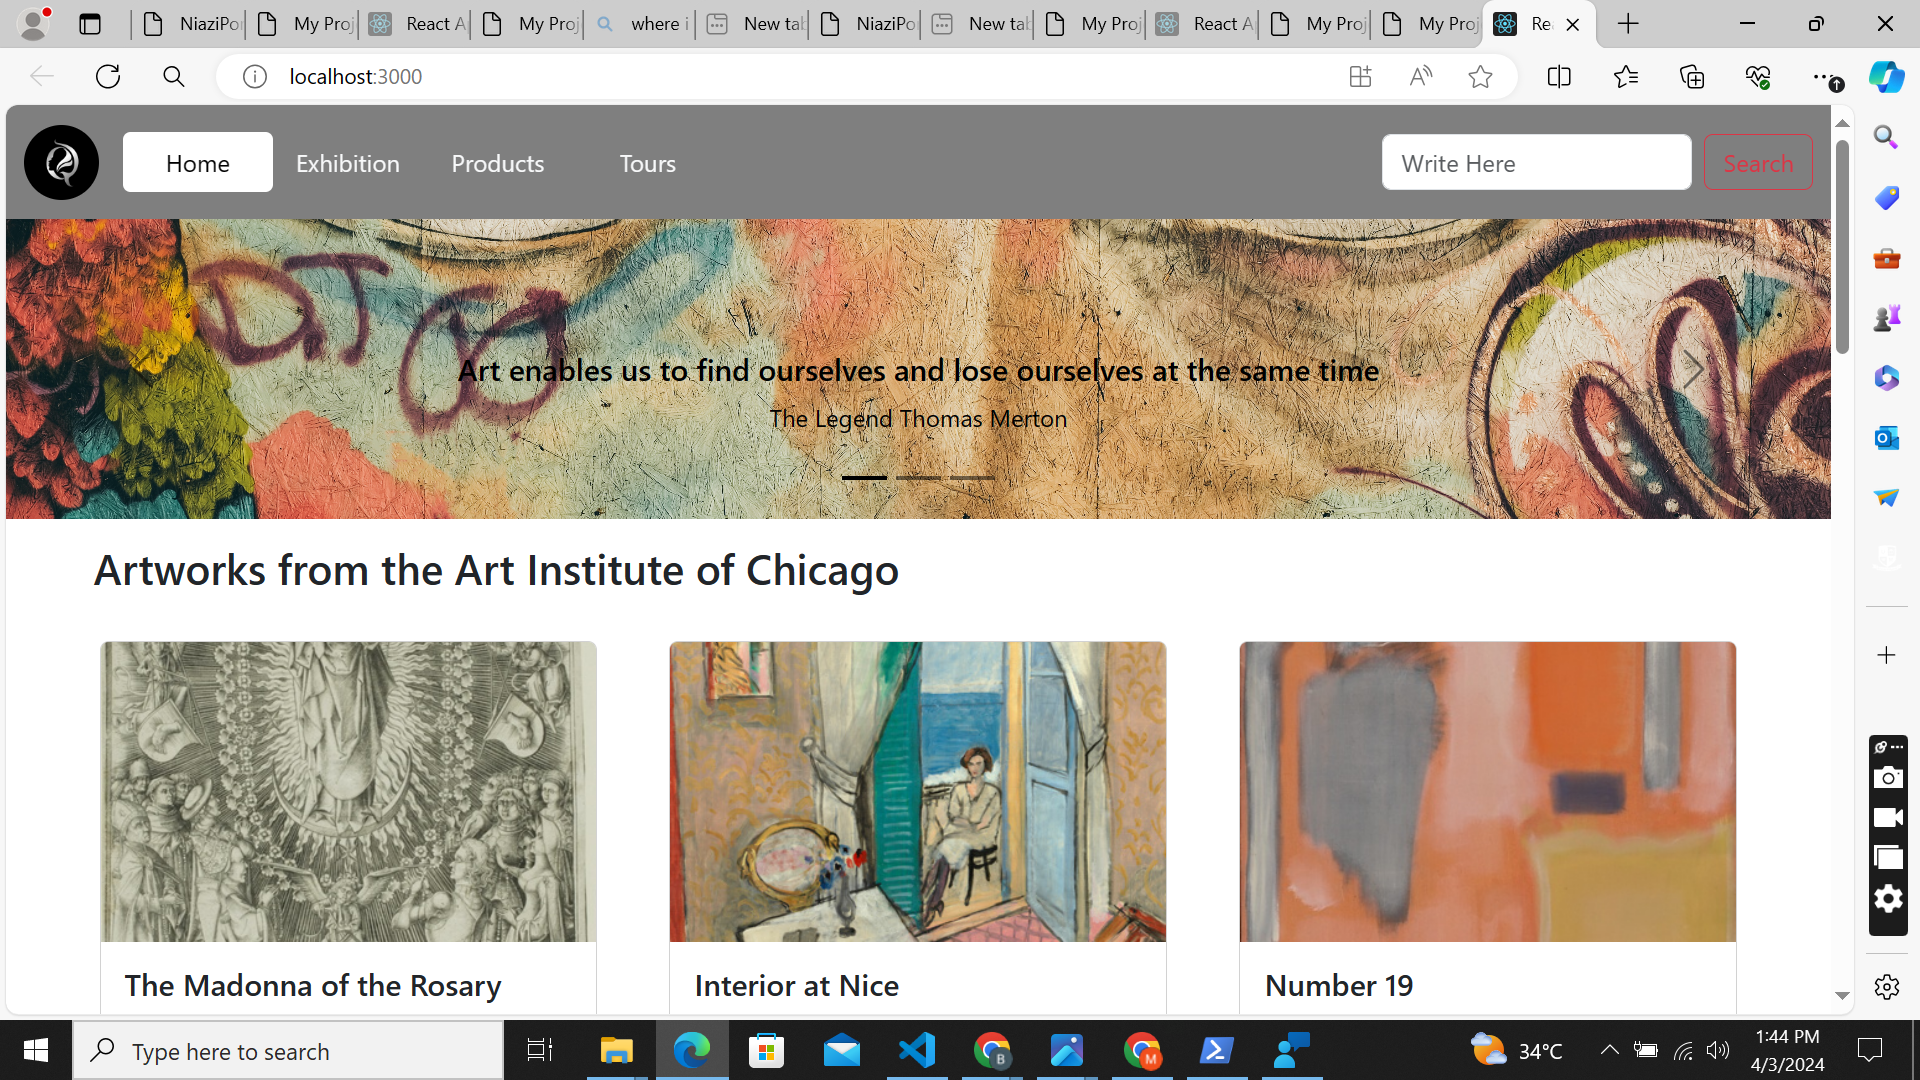 NiaziPo
My Proj
React A
My Proj
where i
New tab
NiaziPo
New tab
My Proj
React A
My Proj
My Proj
Re
localhost:3000
Home
Exhibition
Products
Tours
Write Here
Search
Art enables us to find ourselves and lose ourselves at the same time
The Legend Thomas Merton
Artworks from the Art Institute of Chicago
The Madonna of the Rosary
Interior at Nice
Number 19
Type here to search
34°C
1:44 PM
4/3/2024